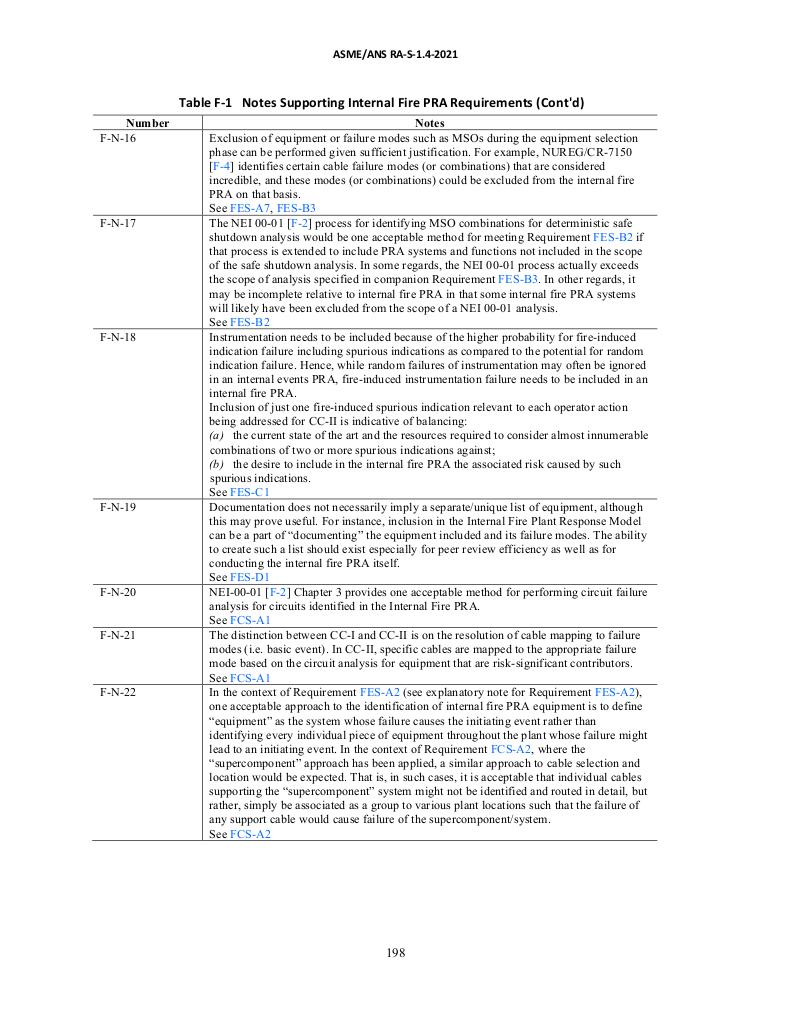 ASME/ANS RA-S-1.4-2021
Table F-1 Notes Supporting Internal Fire PRA Requirements (Cont'd)
Number Notes
F-N-16 Exclusion of equipment or failure modes such as MSOs during the equipment selection
phase can be performed given sufficient justification. For example, NUREG/CR-7150
[F-4] identifies certain cable failure modes (or combinations) that are considered
incredible, and these modes (or combinations) could be excluded from the internal fire
PRA on that basis.
See FES-A7, FES-B3
F-N-17 The NEI 00-01 [F-2] process for identifying MSO combinations for deterministic safe
shutdown analysis would be one acceptable method for meeting Requirement FES-B2 if
that process is extended to include PRA systems and functions not included in the scope
of the safe shutdown analysis. In some regards, the NEI 00-01 process actually exceeds
the scope of analysis specified in companion Requirement FES-B3. In other regards, it
may be incomplete relative to internal fire PRA in that some internal fire PRA systems
will likely have been excluded from the scope of a NEI 00-01 analysis.
See FES-B2
F-N-18 Instrumentation needs to be included because of the higher probability for fire-induced
indication failure including spurious indications as compared to the potential for random
indication failure. Hence, while random failures of instrumentation may often be ignored
in an internal events PRA, fire-induced instrumentation failure needs to be included in an
internal fire PRA.
Inclusion of just one fire-induced spurious indication relevant to each operator action
being addressed for CC-II is indicative of balancing:
(a) the current state of the art and the resources required to consider almost innumerable
combinations of two or more spurious indications against;
(b) the desire to include in the internal fire PRA the associated risk caused by such
spurious indications.
See FES-C1
F-N-19 Documentation does not necessarily imply a separate/unique list of equipment, although
this may prove useful. For instance, inclusion in the Internal Fire Plant Response Model
can be a part of “documenting” the equipment included and its failure modes. The ability
to create such a list should exist especially for peer review efficiency as well as for
conducting the internal fire PRA itself.
See FES-D1
F-N-20 NEI-00-01 [F-2] Chapter 3 provides one acceptable method for performing circuit failure
analysis for circuits identified in the Internal Fire PRA.
See FCS-A1
F-N-21 The distinction between CC-I and CC-II is on the resolution of cable mapping to failure
modes (i.e. basic event). In CC-II, specific cables are mapped to the appropriate failure
mode based on the circuit analysis for equipment that are risk-significant contributors.
See FCS-A1
F-N-22 In the context of Requirement FES-A2 (see explanatory note for Requirement FES-A2),
one acceptable approach to the identification of internal fire PRA equipment is to define
“equipment” as the system whose failure causes the initiating event rather than
identifying every individual piece of equipment throughout the plant whose failure might
lead to an initiating event. In the context of Requirement FCS-A2, where the
“supercomponent” approach has been applied, a similar approach to cable selection and
location would be expected. That is, in such cases, it is acceptable that individual cables
supporting the “supercomponent” system might not be identified and routed in detail, but
rather, simply be associated as a group to various plant locations such that the failure of
any support cable would cause failure of the supercomponent/system.
See FCS-A2
198